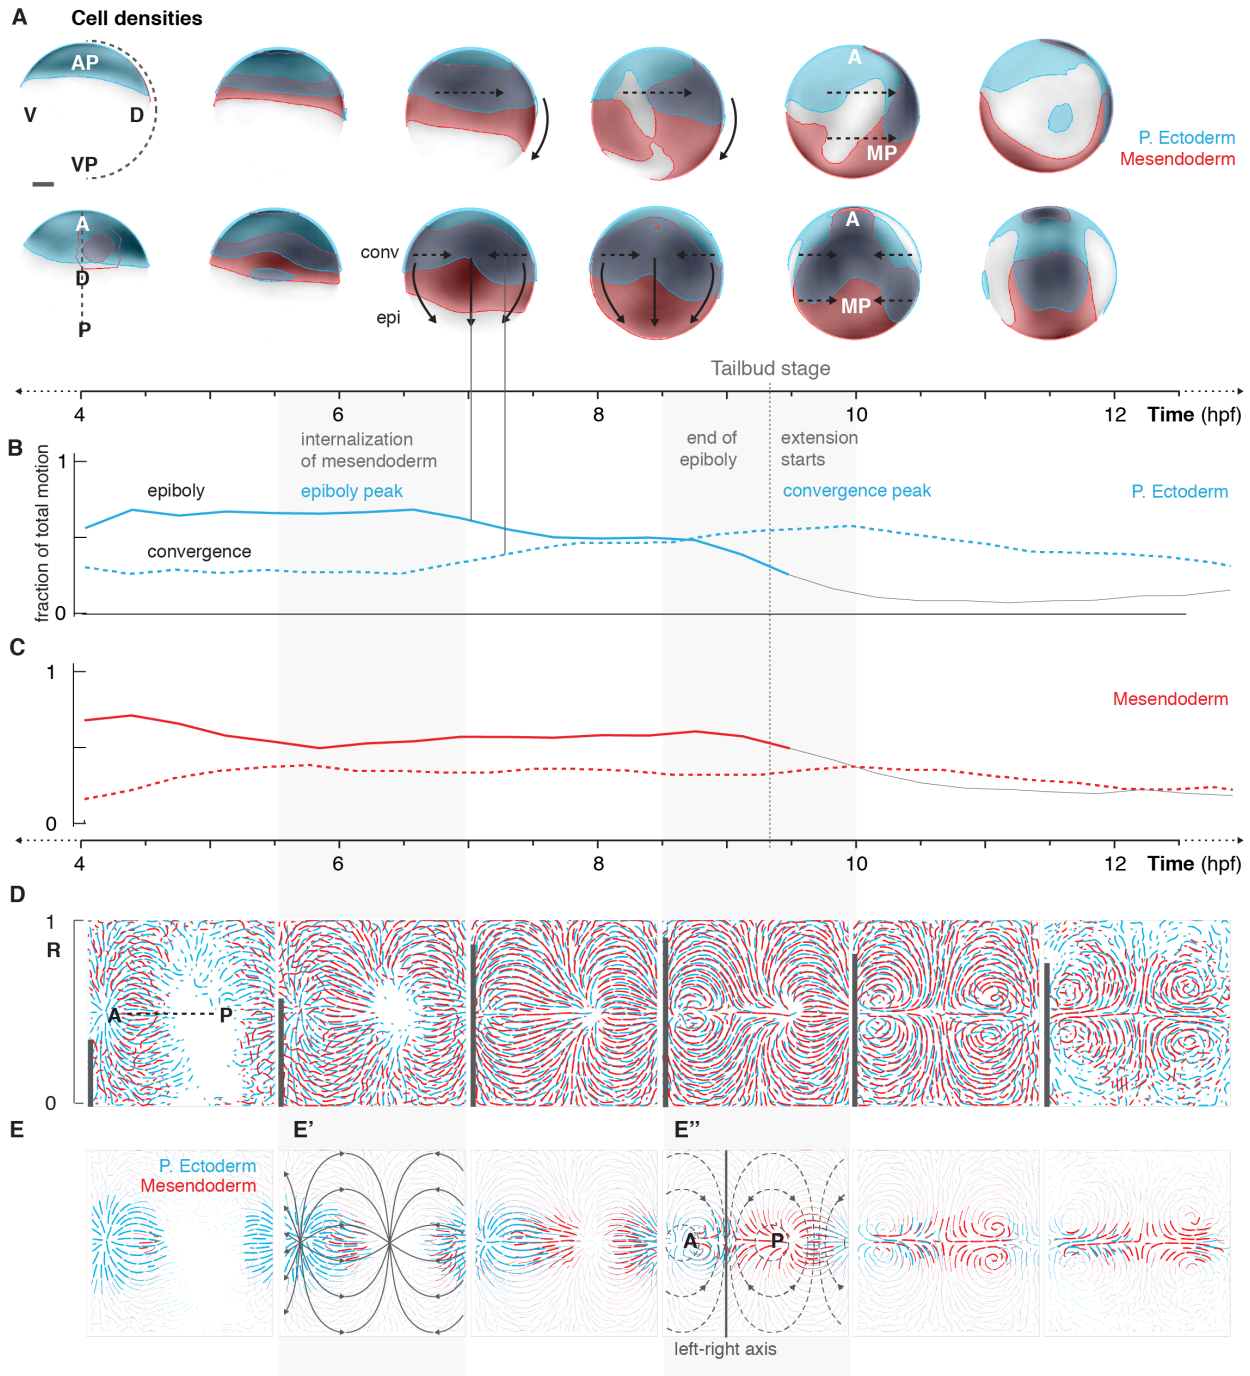 A
Cell densities
AP
V
D
VP
A
MP
P. Ectoderm
Mesendoderm
A
D
P
conv
epi
A
MP
Tailbud stage
4
6
8
10
12
Time (hpf)
B
fraction of total motion
1
0
internalization
of mesendoderm
epiboly peak
end of
epiboly
extension
starts
convergence peak
P. Ectoderm
epiboly
convergence
C
1
0
Mesendoderm
4
6
8
10
12
Time (hpf)
D
1
R
0
A
P
E
E’
E”
P. Ectoderm
Mesendoderm
A
P
left-right axis